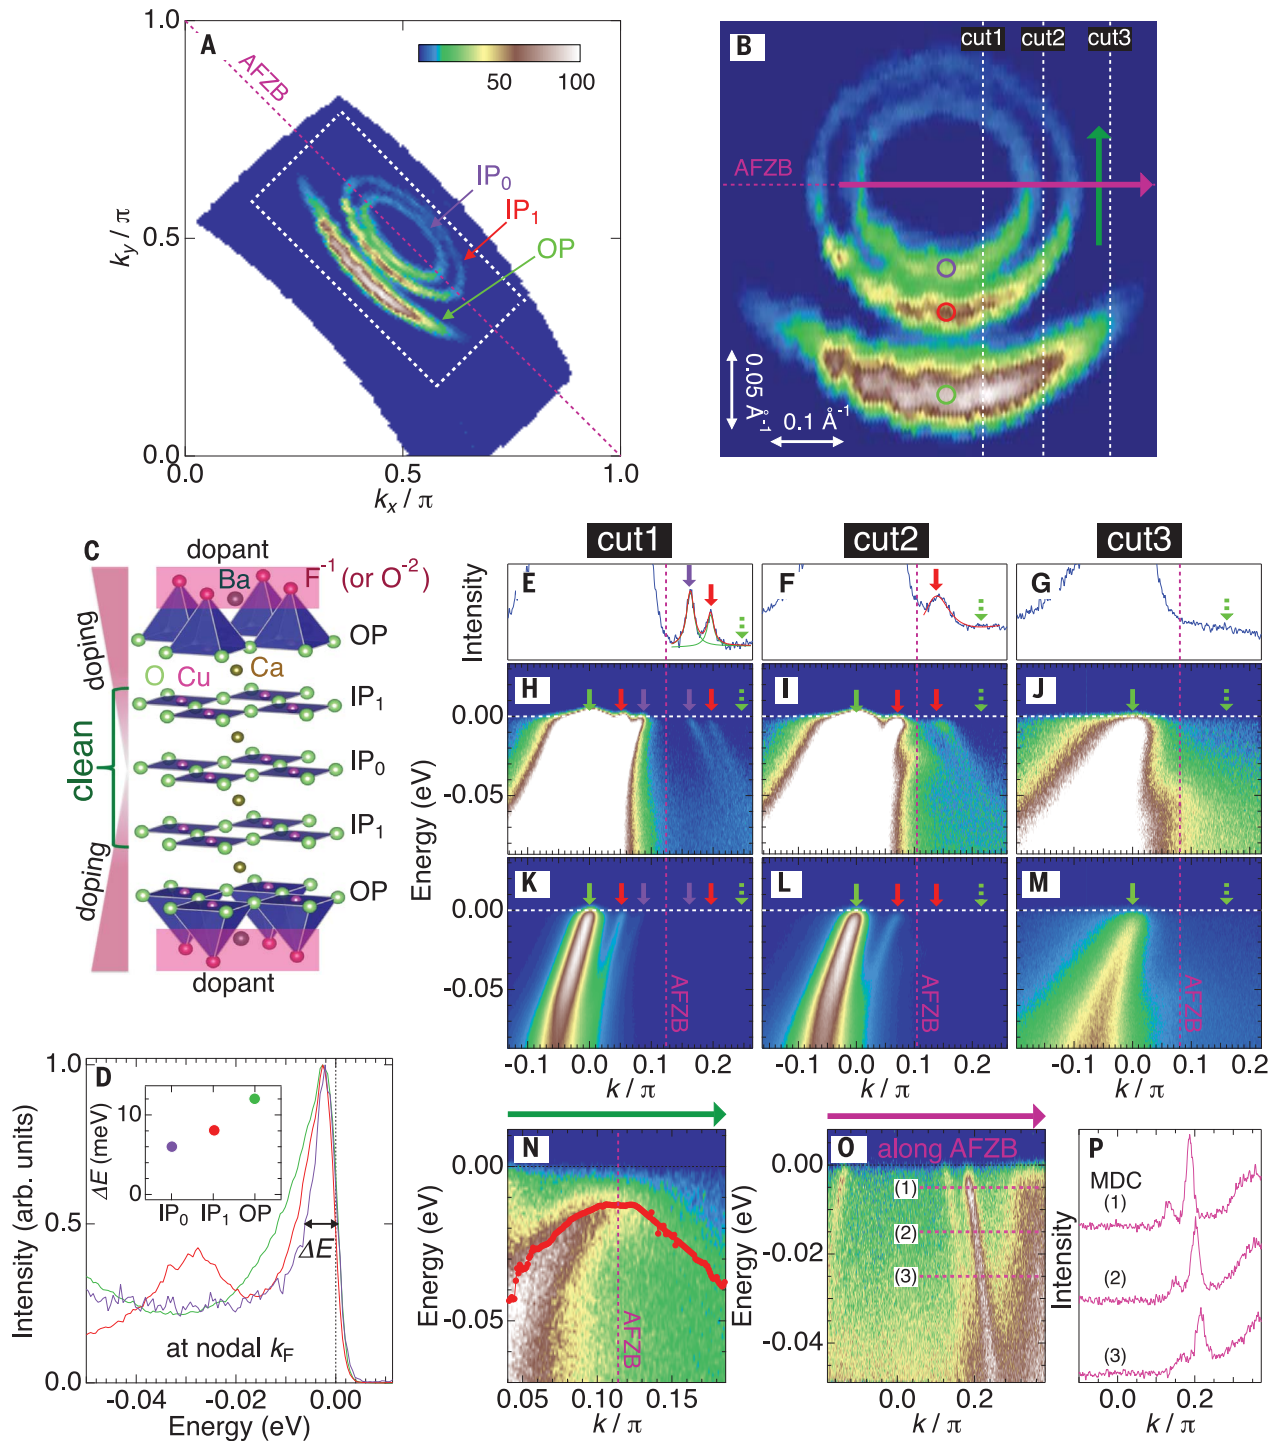 A
1.0
0.5
0.0
k_y / π
0.0
0.5
1.0
k_x / π
AFZB
50
100
IP₀
IP₁
OP
B
cut1
cut2
cut3
AFZB
0.05 Å⁻¹
0.1 Å⁻¹
C
dopant
Ba
F⁻¹ (or O⁻²)
OP
O
Cu
Ca
IP₁
IP₀
IP₁
OP
dopant
doping
clean
doping
cut1
cut2
cut3
Intensity
E
F
G
H
I
J
0.00
-0.05
Energy (eV)
K
L
M
0.00
-0.05
AFZB
AFZB
AFZB
-0.1
0.0
0.1
0.2
k / π
-0.1
0.0
0.1
0.2
k / π
-0.1
0.0
0.1
0.2
k / π
D
1.0
0.5
0.0
Intensity (arb. units)
ΔE (meV)
10
0
IP₀
IP₁
OP
ΔE
at nodal k_F
-0.04
-0.02
0.00
Energy (eV)
N
0.00
-0.05
Energy (eV)
AFZB
0.05
0.10
0.15
k / π
O
along AFZB
0.00
-0.02
-0.04
Energy (eV)
(1)
(2)
(3)
0.0
0.2
k / π
P
MDC
(1)
(2)
(3)
Intensity
0.0
0.2
k / π